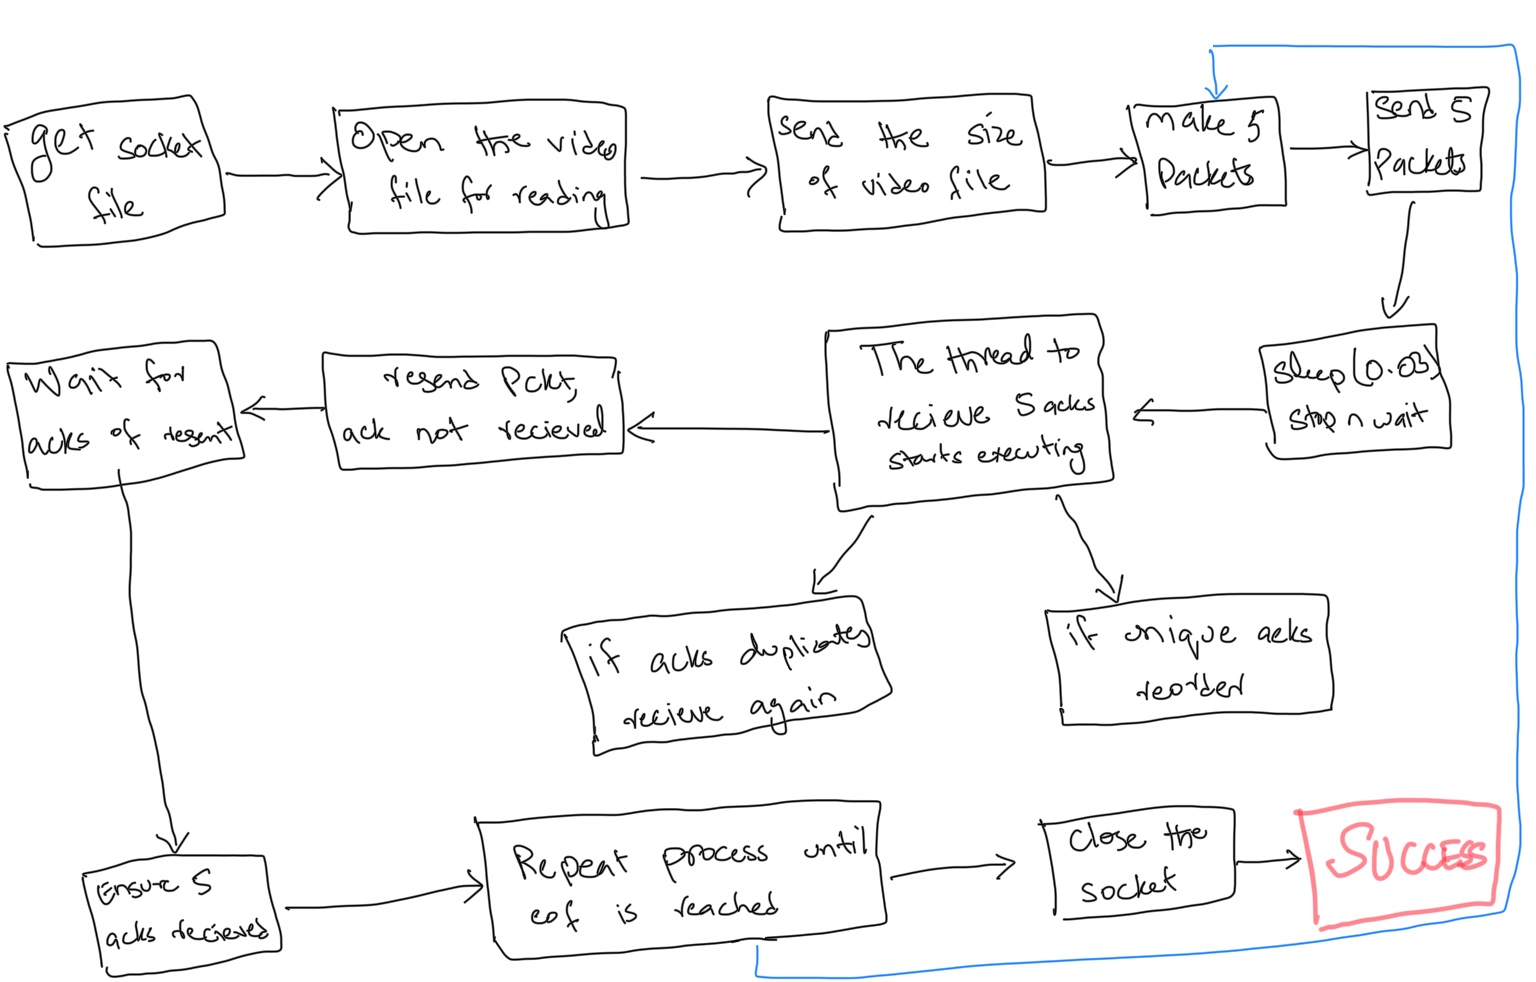 get socket
file
Open the video
file for reading
send the size
of video file
make 5
Packets
send 5
Packets
sleep(0.03)
stop n wait
The thread to
recieve 5 acks
starts executing
resend Pckt,
ack not recieved
Wait for
acks of resent
if acks duplicates
recieve again
if unique acks
reorder
Ensure 5
acks recieved
Repeat process until
eof is reached
Close the
socket
SUCCESS